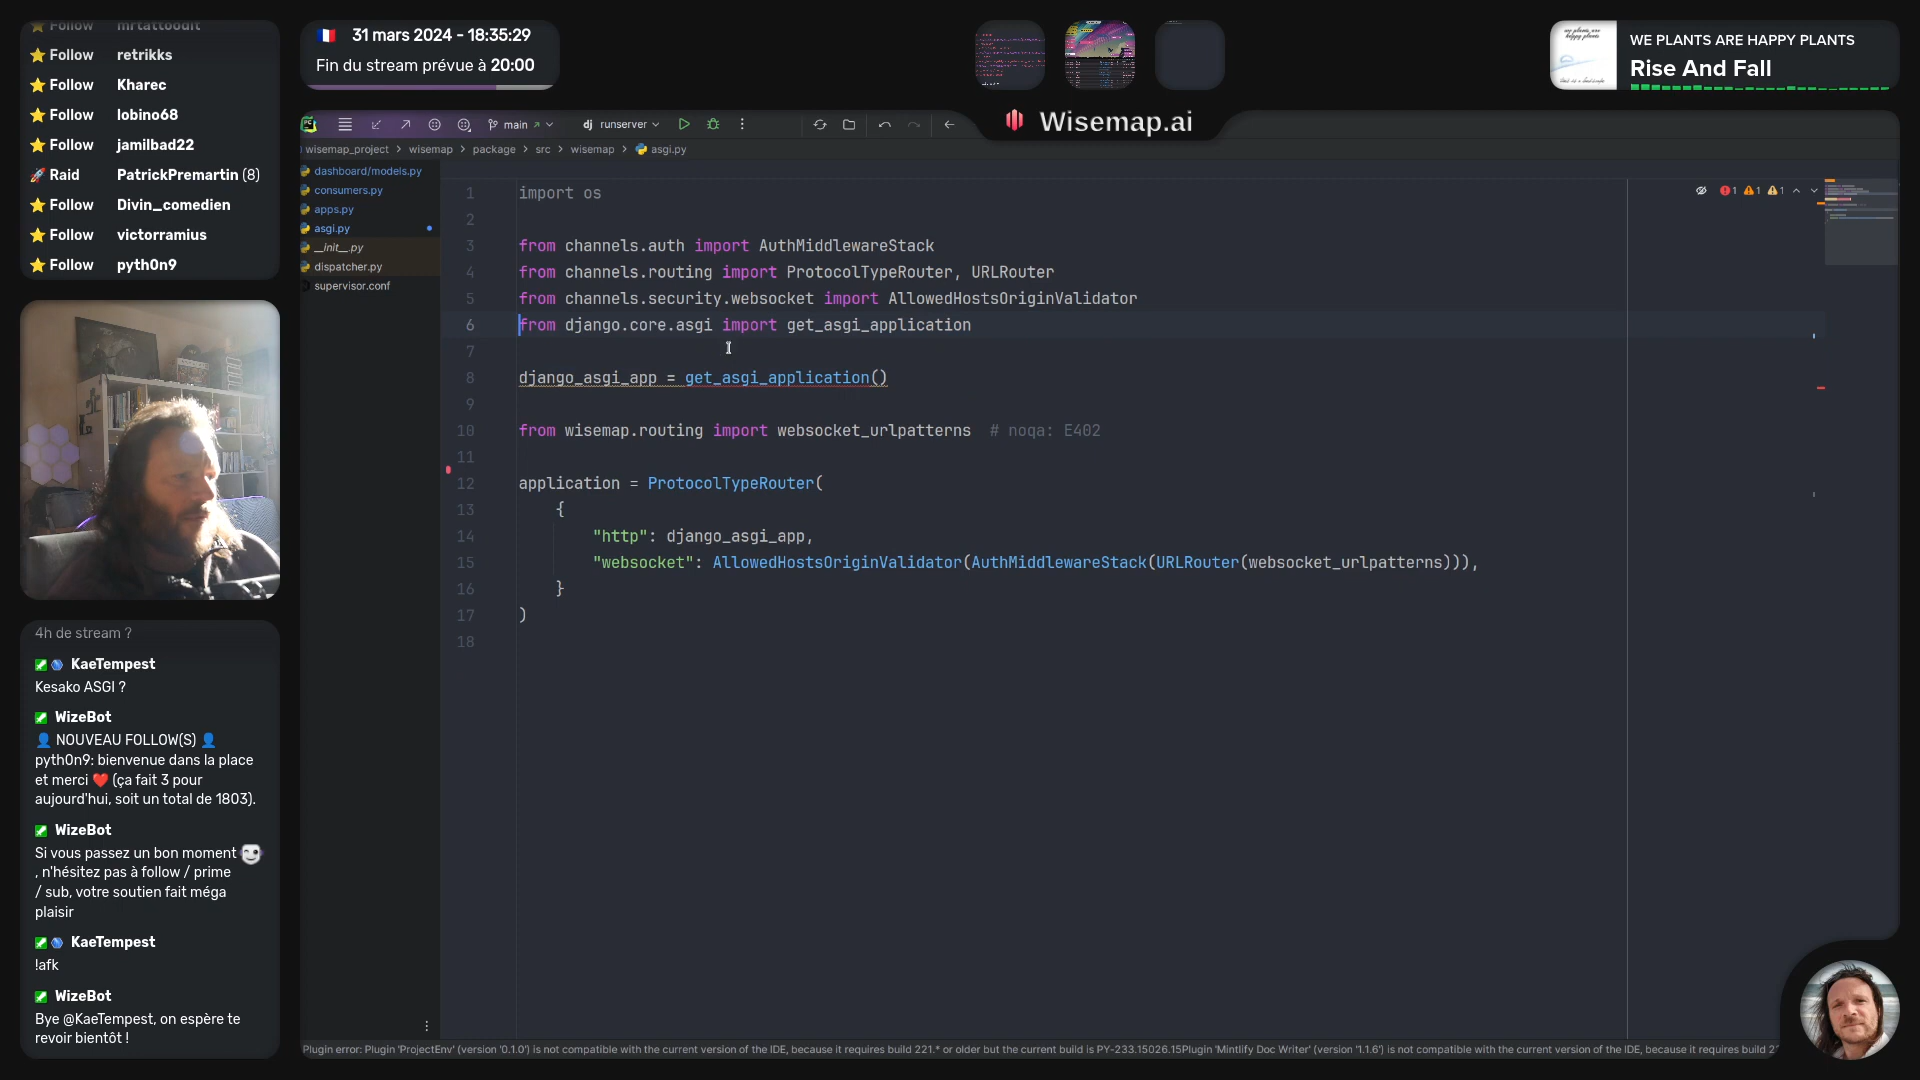 Follow mrtattoodit
Follow retrikks
Follow Kharec
Follow lobino68
Follow jamilbad22
Raid PatrickPremartin (8)
Follow Divin_comedien
Follow victorramius
Follow pyth0n9
31 mars 2024 - 18:35:29
Fin du stream prévue à 20:00
WE PLANTS ARE HAPPY PLANTS
Rise And Fall
Wisemap.ai
main
dj runserver
wisemap_project > wisemap > package > src > wisemap > asgi.py
dashboard/models.py
consumers.py
apps.py
asgi.py
__init__.py
dispatcher.py
supervisor.conf
1 1 1
1 import os
2
3 from channels.auth import AuthMiddlewareStack
4 from channels.routing import ProtocolTypeRouter, URLRouter
5 from channels.security.websocket import AllowedHostsOriginValidator
6 from django.core.asgi import get_asgi_application
7
8 django_asgi_app = get_asgi_application()
9
10 from wisemap.routing import websocket_urlpatterns  # noqa: E402
11
12 application = ProtocolTypeRouter(
13 {
14 "http": django_asgi_app,
15 "websocket": AllowedHostsOriginValidator(AuthMiddlewareStack(URLRouter(websocket_urlpatterns))),
16 }
17 )
18
4h de stream ?
KaeTempest
Kesako ASGI ?
WizeBot
NOUVEAU FOLLOW(S)
pyth0n9: bienvenue dans la place
et merci ❤️ (ça fait 3 pour
aujourd'hui, soit un total de 1803).
WizeBot
Si vous passez un bon moment
, n'hésitez pas à follow / prime
/ sub, votre soutien fait méga
plaisir
KaeTempest
!afk
WizeBot
Bye @KaeTempest, on espère te
revoir bientôt !
Plugin error: Plugin 'ProjectEnv' (version '0.1.0') is not compatible with the current version of the IDE, because it requires build 221.* or older but the current build is PY-233.15026.15Plugin 'Mintlify Doc Writer' (version '1.1.6') is not compatible with the current version of the IDE, because it requires build